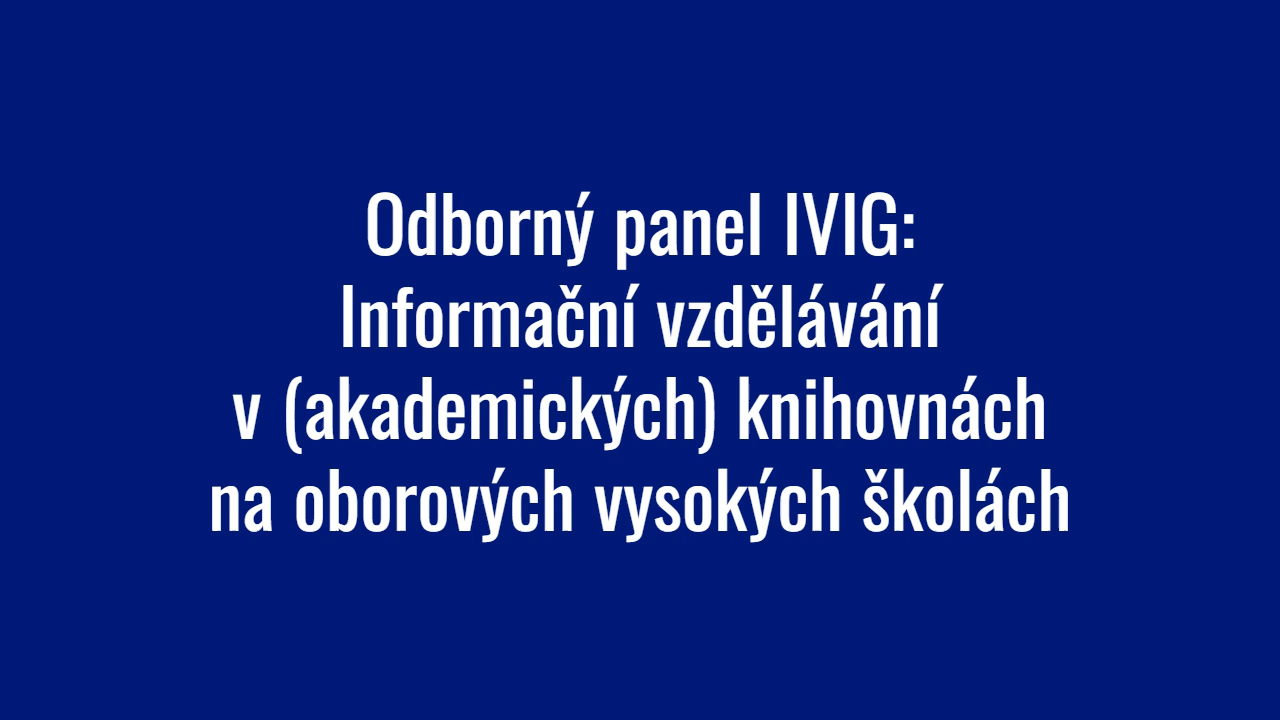 Odborný panel IVIG:
Informační vzdělávání
v (akademických) knihovnách
na oborových vysokých školách